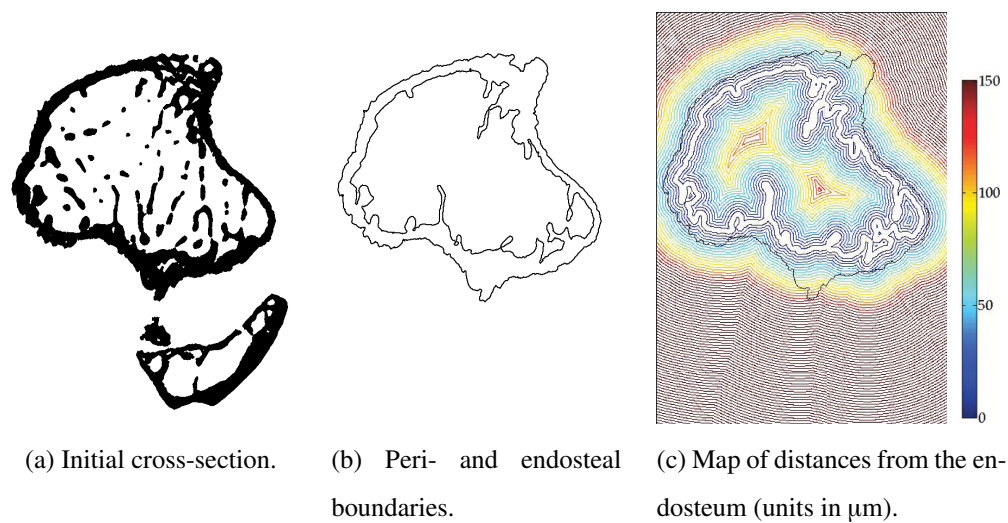 150
100
50
0
(a) Initial cross-section.
(b) Peri- and endosteal
boundaries.
(c) Map of distances from the en-
dosteum (units in μm).